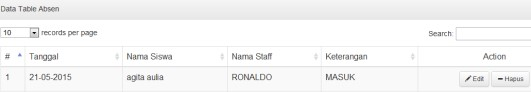 Data Table Absen
10 records per page Search:
# Tanggal Nama Siswa Nama Staff Keterangan Action
1 21-05-2015 agita aulia RONALDO MASUK Edit Hapus